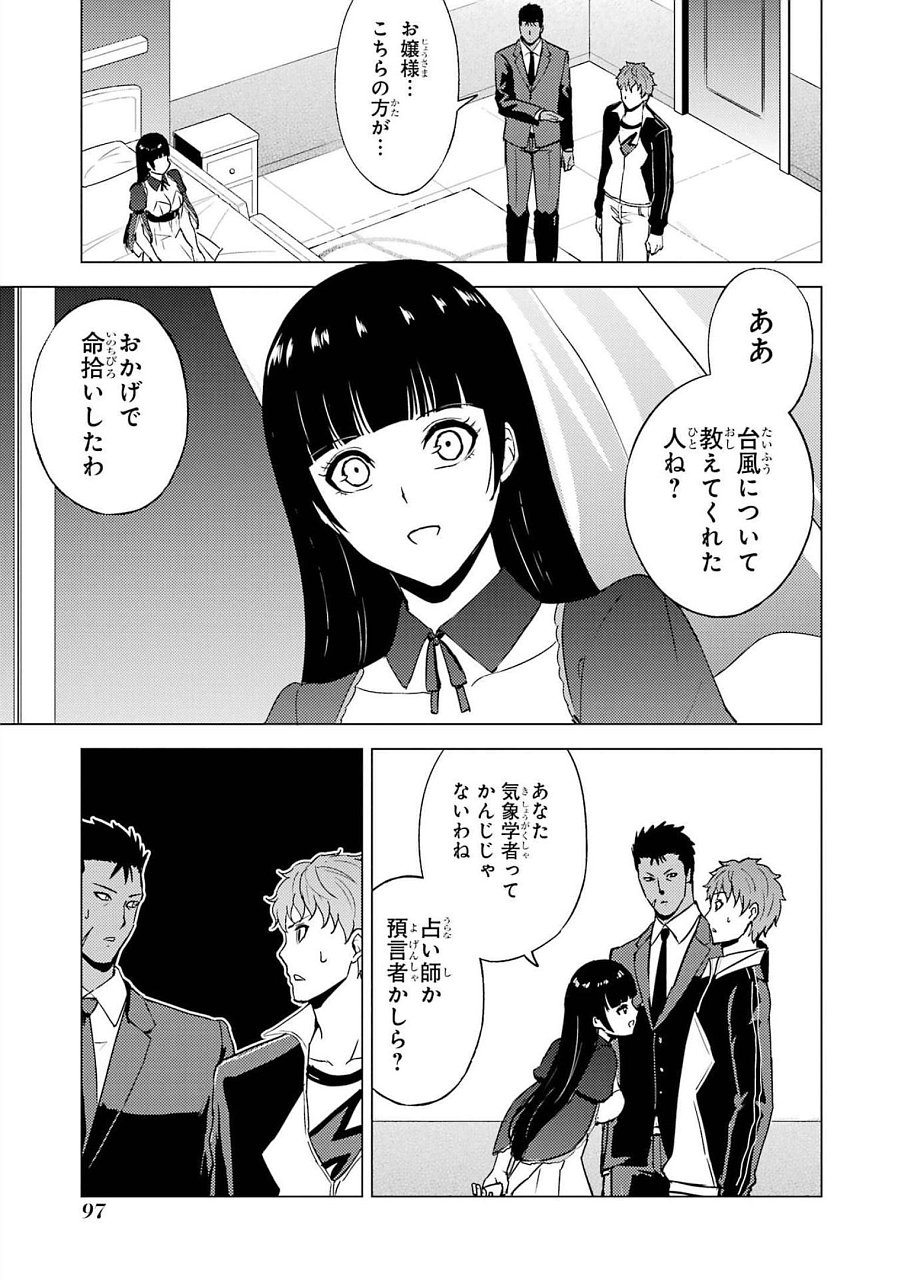 お嬢様…
こちらの方が…
ああ
台風について
教えてくれた
人ね？
おかげで
命拾いしたわ
あなた
気象学者って
かんじじゃ
ないわね
占い師か
預言者かしら？
97